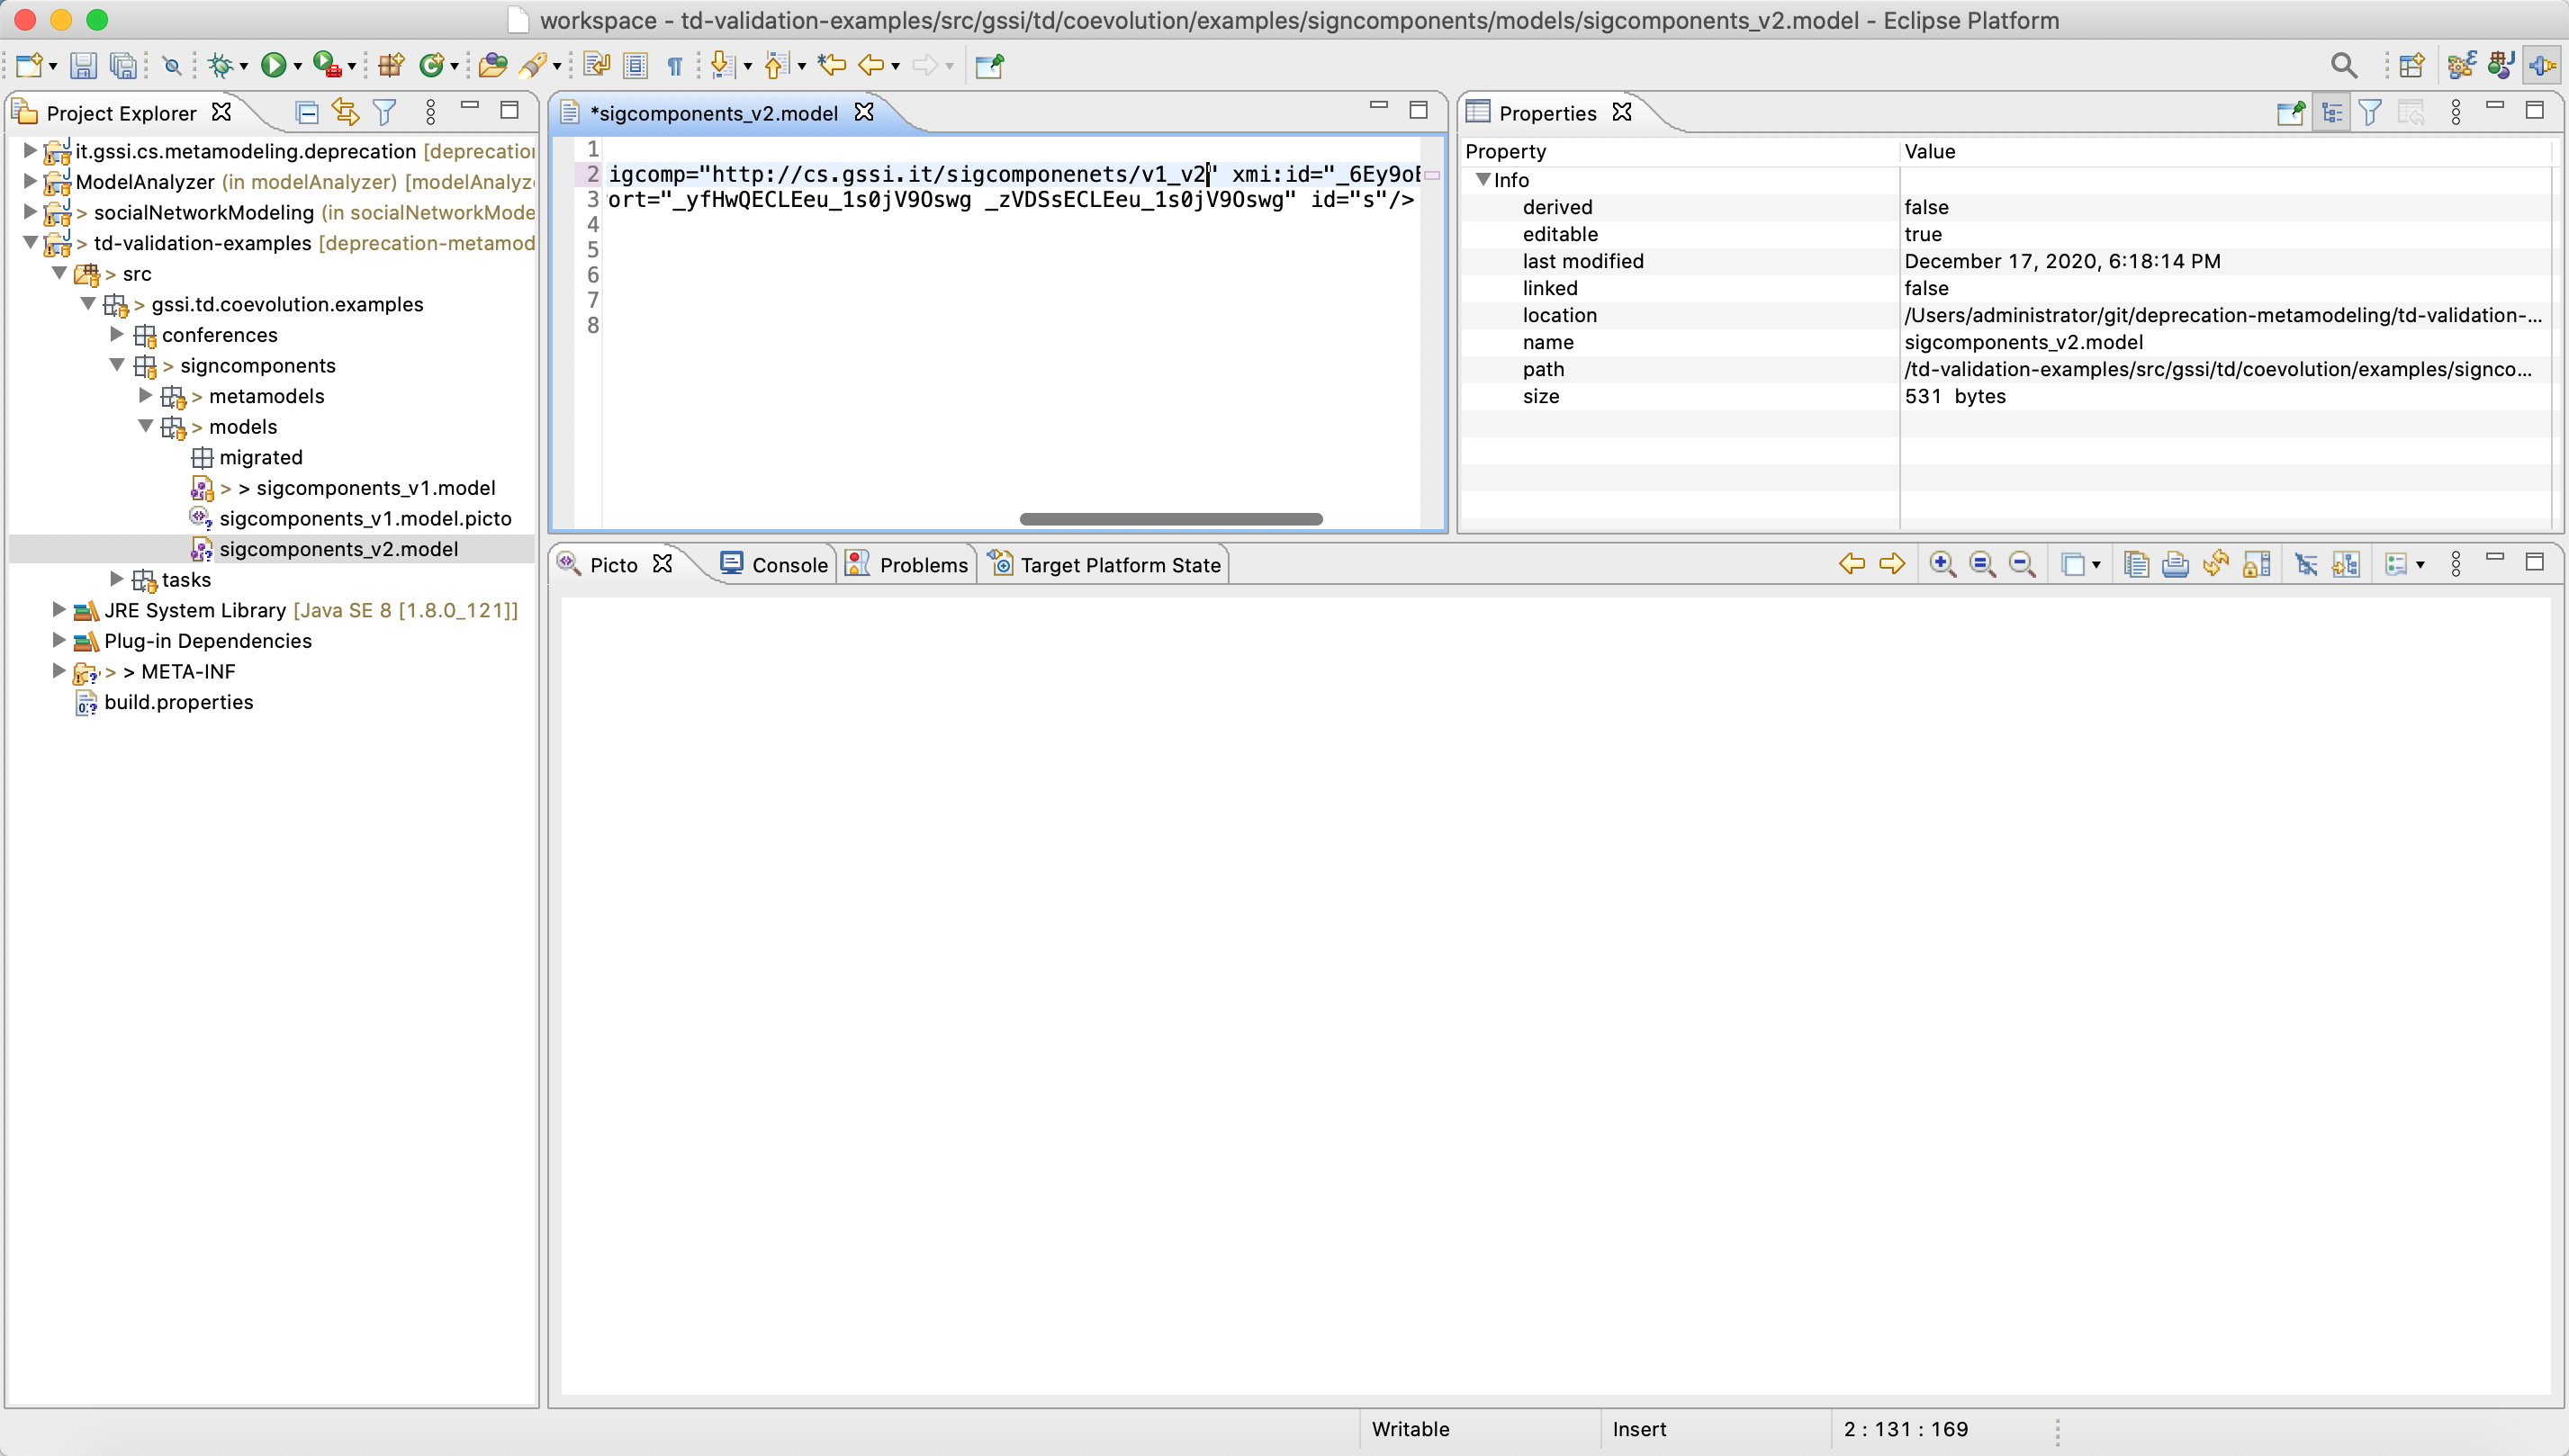 workspace - td-validation-examples/src/gssi/td/coevolution/examples/signcomponents/models/sigcomponents_v2.model - Eclipse Platform
Project Explorer
it.gssi.cs.metamodeling.deprecation [deprecation
ModelAnalyzer (in modelAnalyzer) [modelAnalyze
> socialNetworkModeling (in socialNetworkMode
> td-validation-examples [deprecation-metamod
> src
> gssi.td.coevolution.examples
conferences
> signcomponents
> metamodels
> models
migrated
> > sigcomponents_v1.model
sigcomponents_v1.model.picto
sigcomponents_v2.model
tasks
JRE System Library [Java SE 8 [1.8.0_121]]
Plug-in Dependencies
> > META-INF
build.properties
*sigcomponents_v2.model
1
2 igcomp="http://cs.gssi.it/sigcomponenets/v1_v2" xmi:id="_6Ey9oE
3 ort="_yfHwQECLEeu_1s0jV9Oswg _zVDSsECLEeu_1s0jV9Oswg" id="s"/>
4
5
6
7
8
Properties
Property Value
Info
derived false
editable true
last modified December 17, 2020, 6:18:14 PM
linked false
location /Users/administrator/git/deprecation-metamodeling/td-validation-...
name sigcomponents_v2.model
path /td-validation-examples/src/gssi/td/coevolution/examples/signco...
size 531 bytes
Picto Console Problems Target Platform State
Writable Insert 2 : 131 : 169